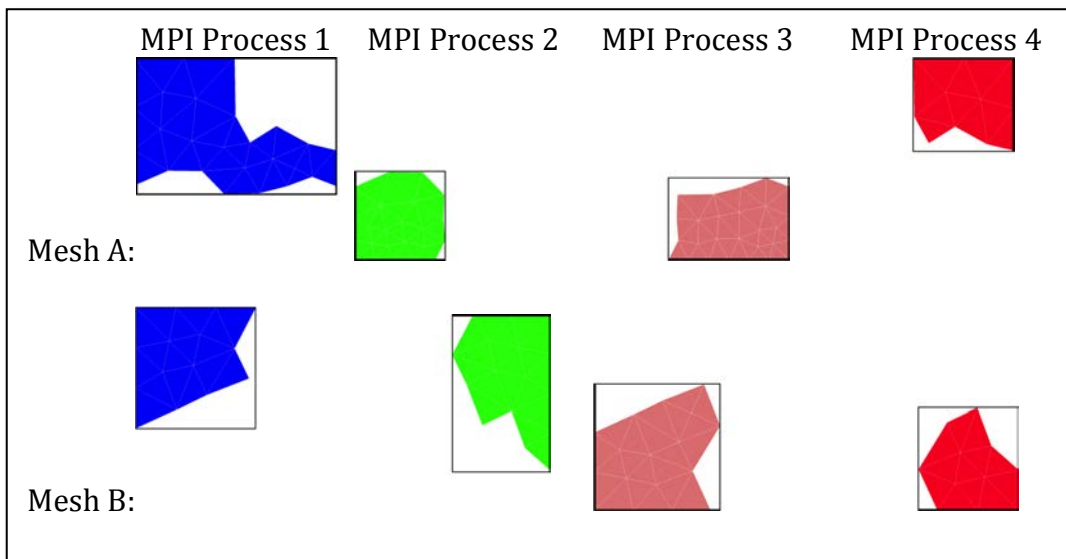 MPI Process 1 MPI Process 2 MPI Process 3 MPI Process 4
Mesh A:
Mesh B: